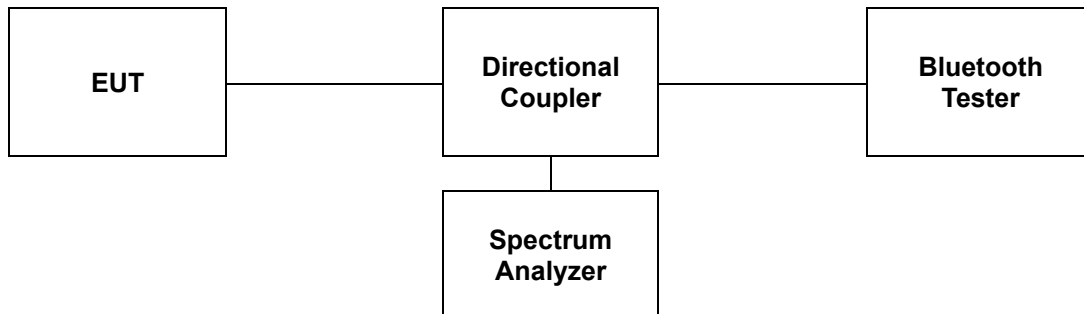 EUT
Directional
Coupler
Bluetooth
Tester
Spectrum
Analyzer